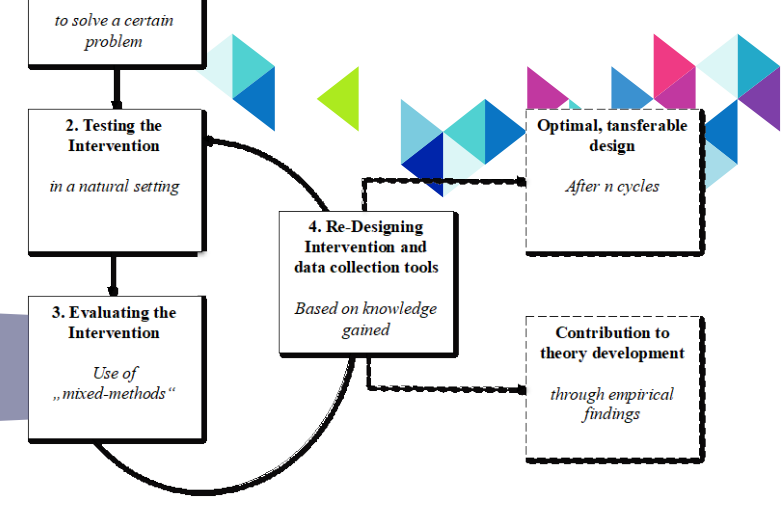 to solve a certain
problem
2. Testing the
Intervention
in a natural setting
3. Evaluating the
Intervention
Use of
„mixed-methods“
4. Re-Designing
Intervention and
data collection tools
Based on knowledge
gained
Optimal, tansferable
design
After n cycles
Contribution to
theory development
through empirical
findings